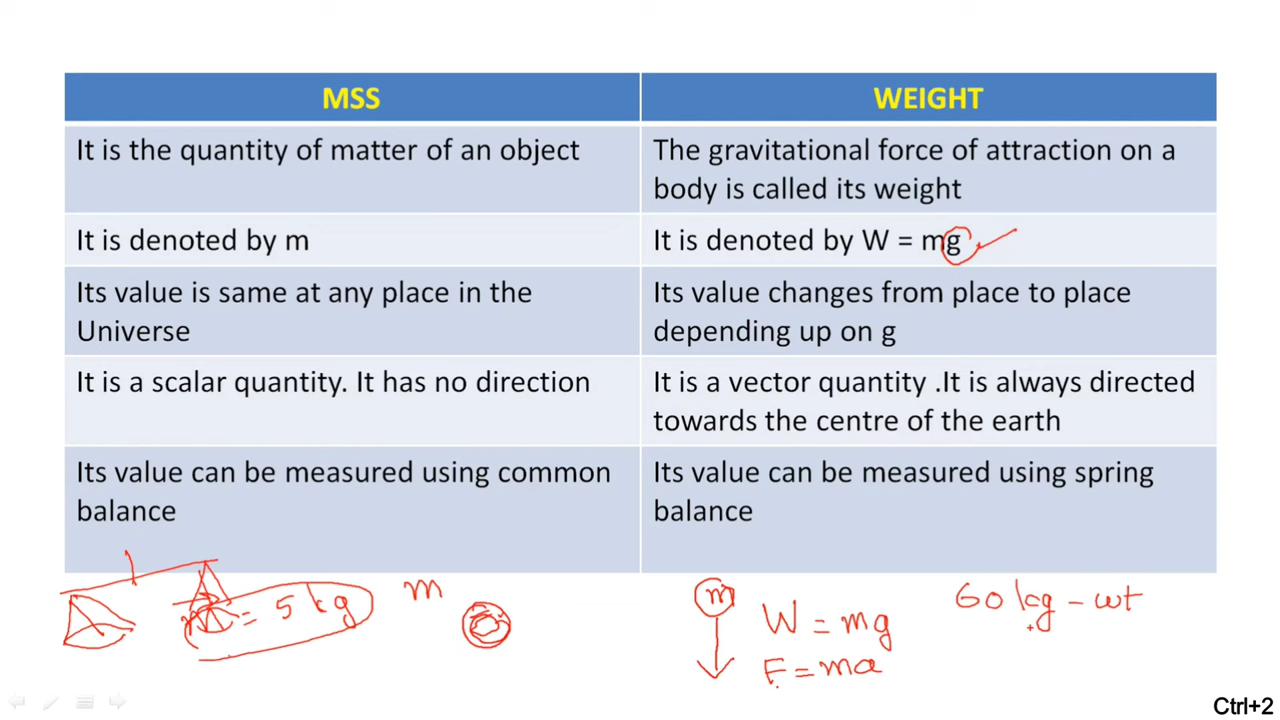 MSS WEIGHT
It is the quantity of matter of an object
The gravitational force of attraction on a
body is called its weight
It is denoted by m
It is denoted by W = mg
Its value is same at any place in the
Universe
Its value changes from place to place
depending up on g
It is a scalar quantity. It has no direction
It is a vector quantity .It is always directed
towards the centre of the earth
Its value can be measured using common
balance
Its value can be measured using spring
balance
m = 5 kg
m
m
W = mg
F = ma
60 kg - wt
Ctrl+2